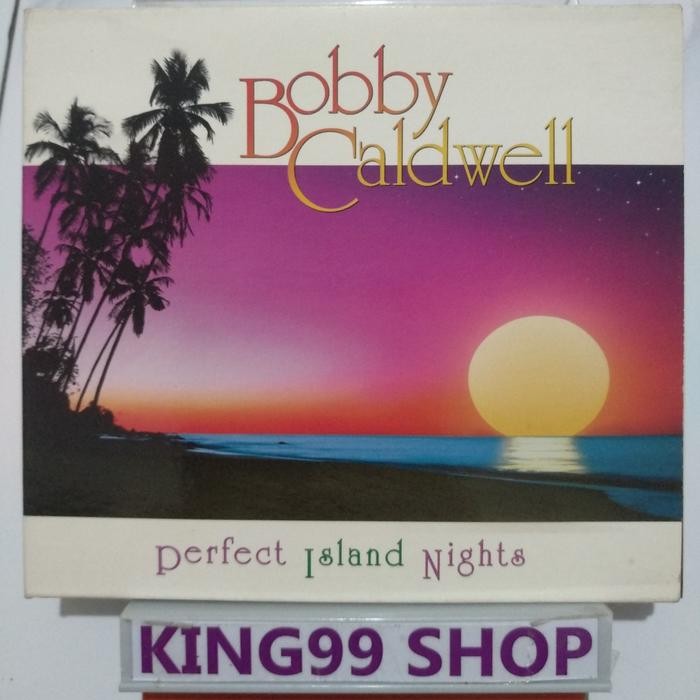 Bobby
Caldwell
Perfect Island Nights
KING99 SHOP